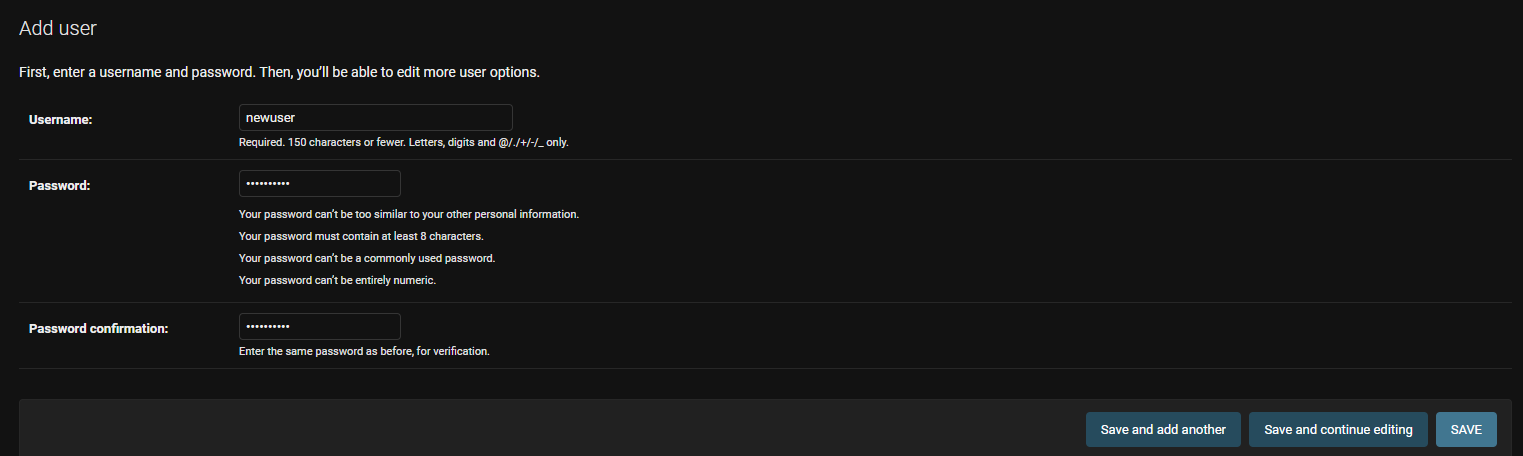 Add user
First, enter a username and password. Then, you’ll be able to edit more user options.
Username:
newuser
Required. 150 characters or fewer. Letters, digits and @/./+/-/_ only.
Password:
••••••••••
Your password can’t be too similar to your other personal information.
Your password must contain at least 8 characters.
Your password can’t be a commonly used password.
Your password can’t be entirely numeric.
Password confirmation:
••••••••••
Enter the same password as before, for verification.
Save and add another Save and continue editing SAVE